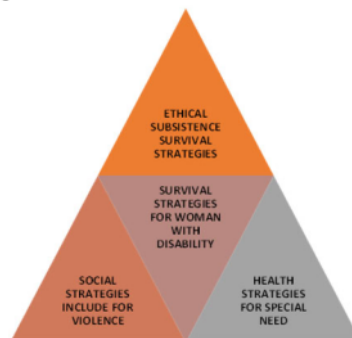 ETHICAL
SUBSISTENCE
SURVIVAL
STRATEGIES
SURVIVAL
STRATEGIES
FOR WOMAN
WITH
DISABILITY
SOCIAL
STRATEGIES
INCLUDE FOR
VIOLENCE
HEALTH
STRATEGIES
FOR SPECIAL
NEED